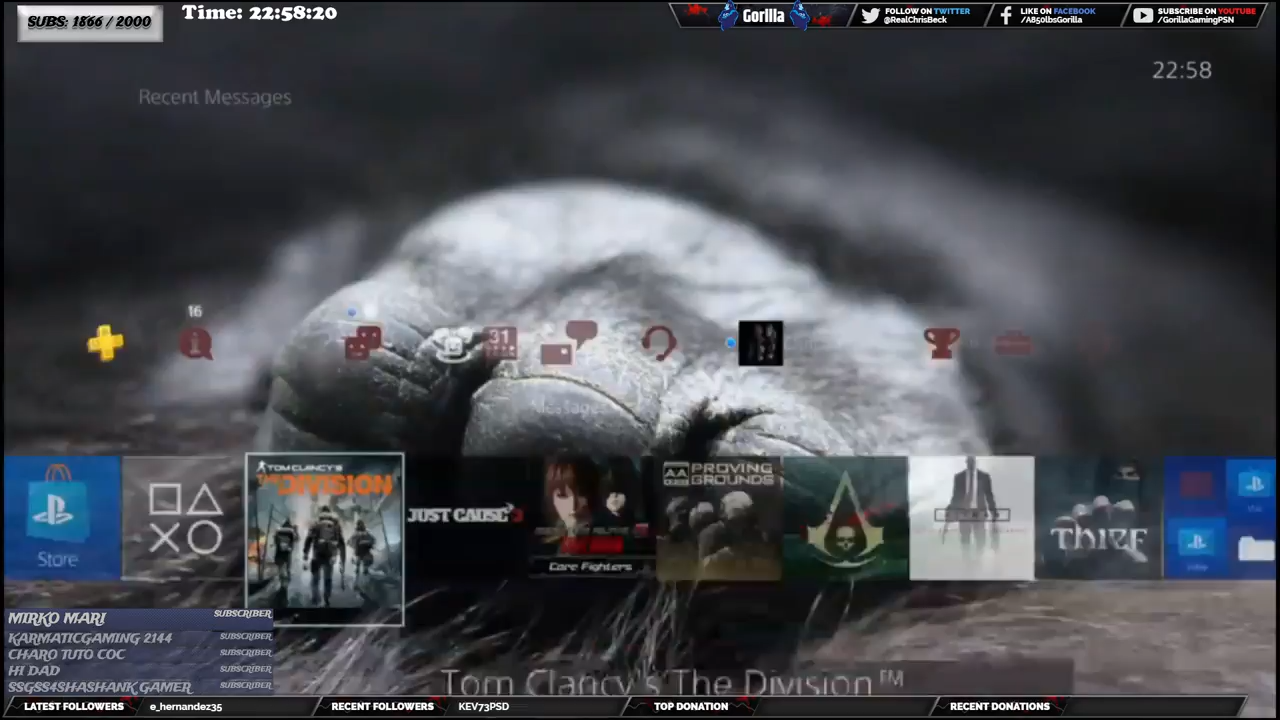 SUBS: 1866 / 2000
Time: 22:58:20
Gorilla
FOLLOW ON TWITTER
@RealChrisBeck
LIKE ON FACEBOOK
/A850lbsGorilla
SUBSCRIBE ON YOUTUBE
/GorillaGamingPSN
22:58
Recent Messages
16
31
Messages
Store
TOM CLANCY'S
THE DIVISION
JUST CAUSE 3
Core Fighters
AA
PROVING
GROUNDS
HITMAN
THIEF
Tom Clancy's The Division™
MIRKO MARI SUBSCRIBER
KARMATICGAMING 2144 SUBSCRIBER
CHARO TUTO COC SUBSCRIBER
HI DAD SUBSCRIBER
SSGSS4SHASHANK GAMER SUBSCRIBER
LATEST FOLLOWERS e_hernandez35 RECENT FOLLOWERS KEV73PSD TOP DONATION RECENT DONATIONS